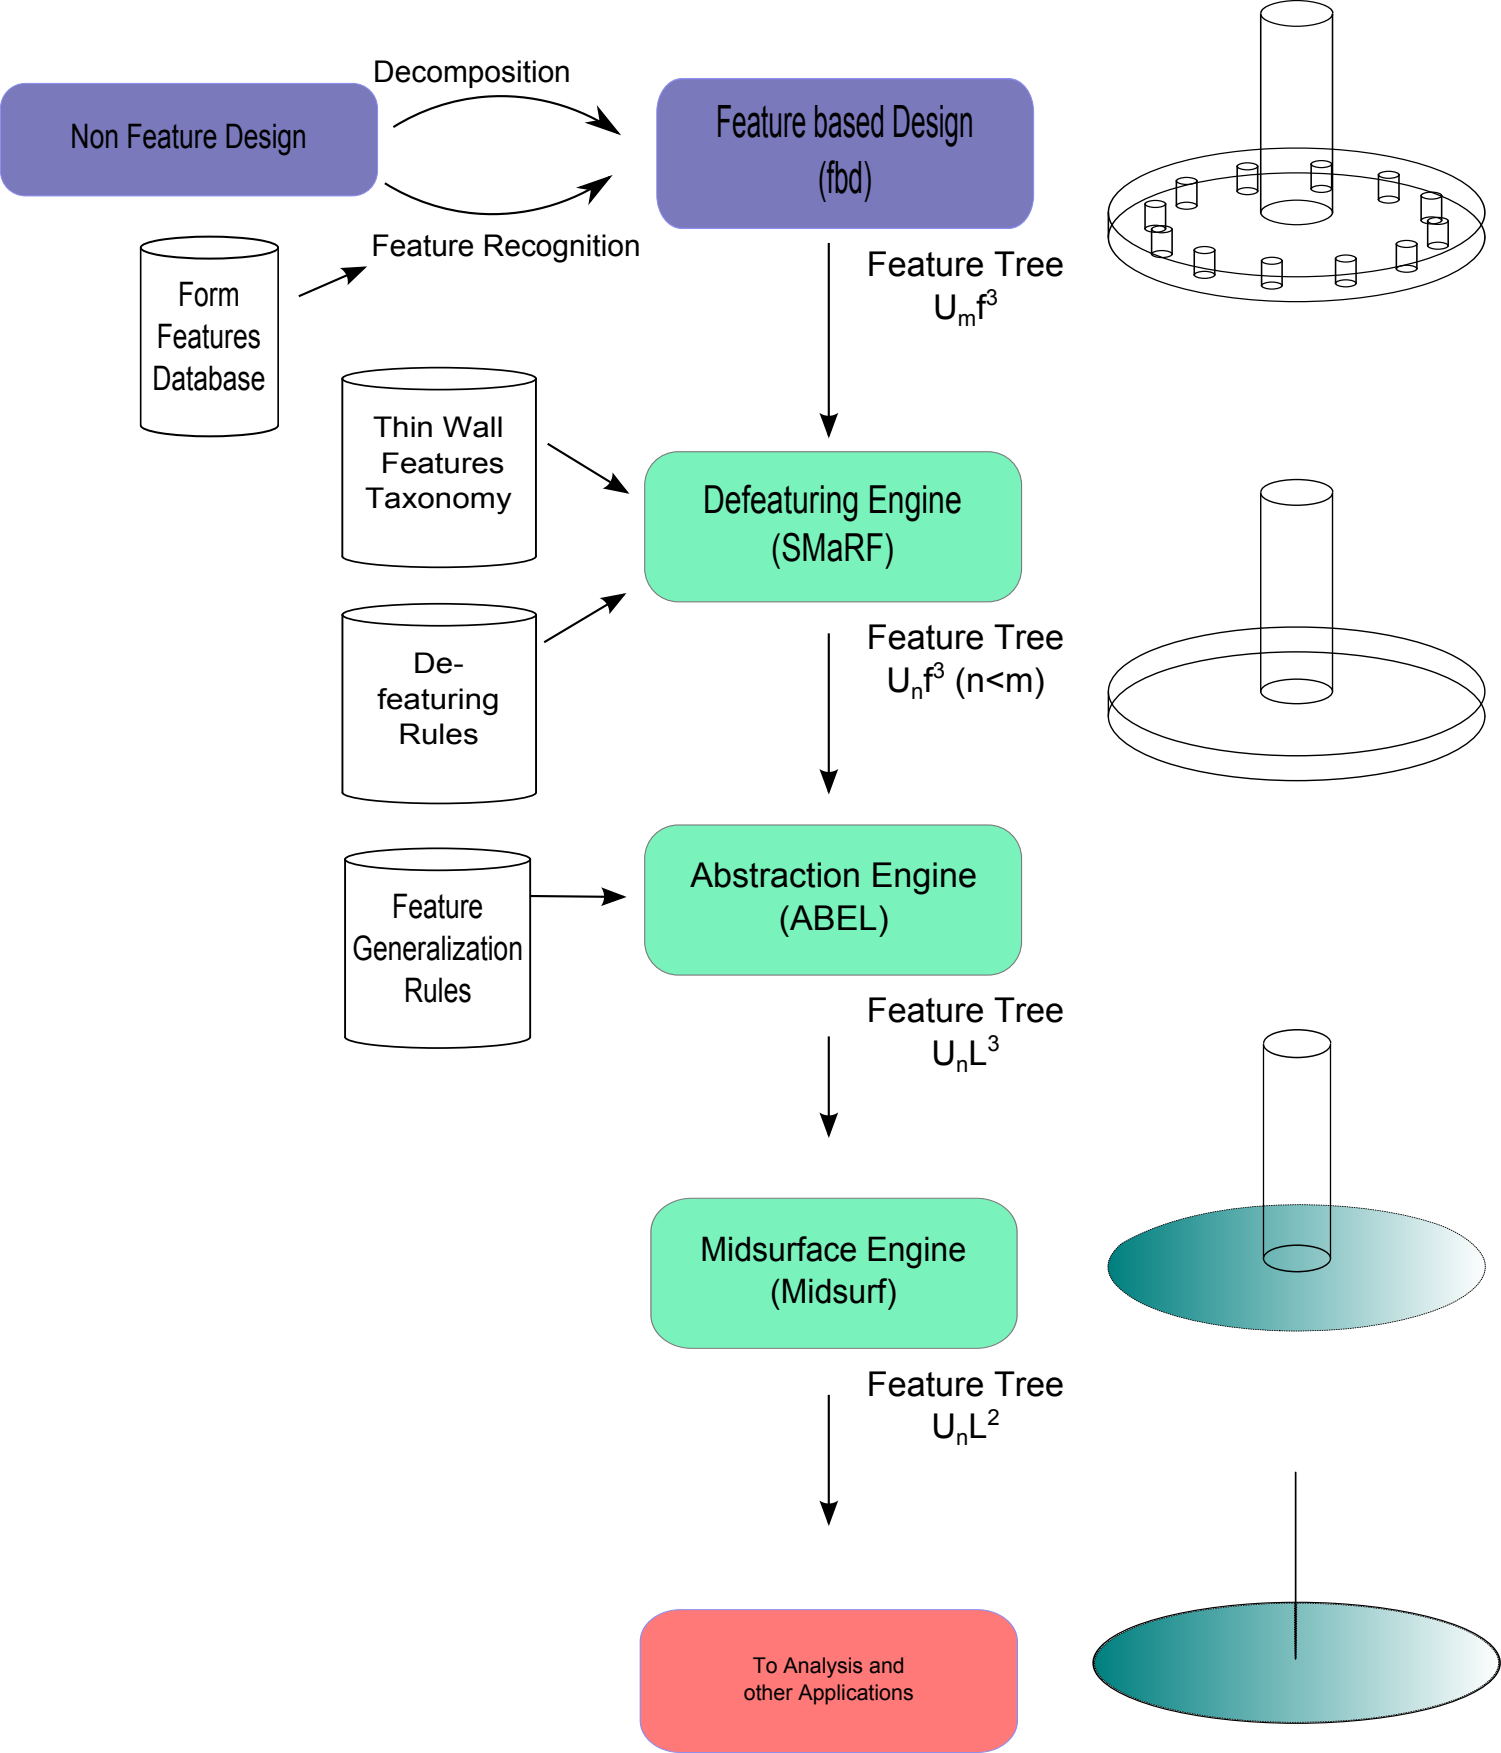 Decomposition
Non Feature Design
Feature based Design
(fbd)
Feature Recognition
Form
Features
Database
Feature Tree
Uₘf³
Thin Wall
Features
Taxonomy
Defeaturing Engine
(SMaRF)
De-
featuring
Rules
Feature Tree
Uₙf³ (n<m)
Feature
Generalization
Rules
Abstraction Engine
(ABEL)
Feature Tree
UₙL³
Midsurface Engine
(Midsurf)
Feature Tree
UₙL²
To Analysis and
other Applications